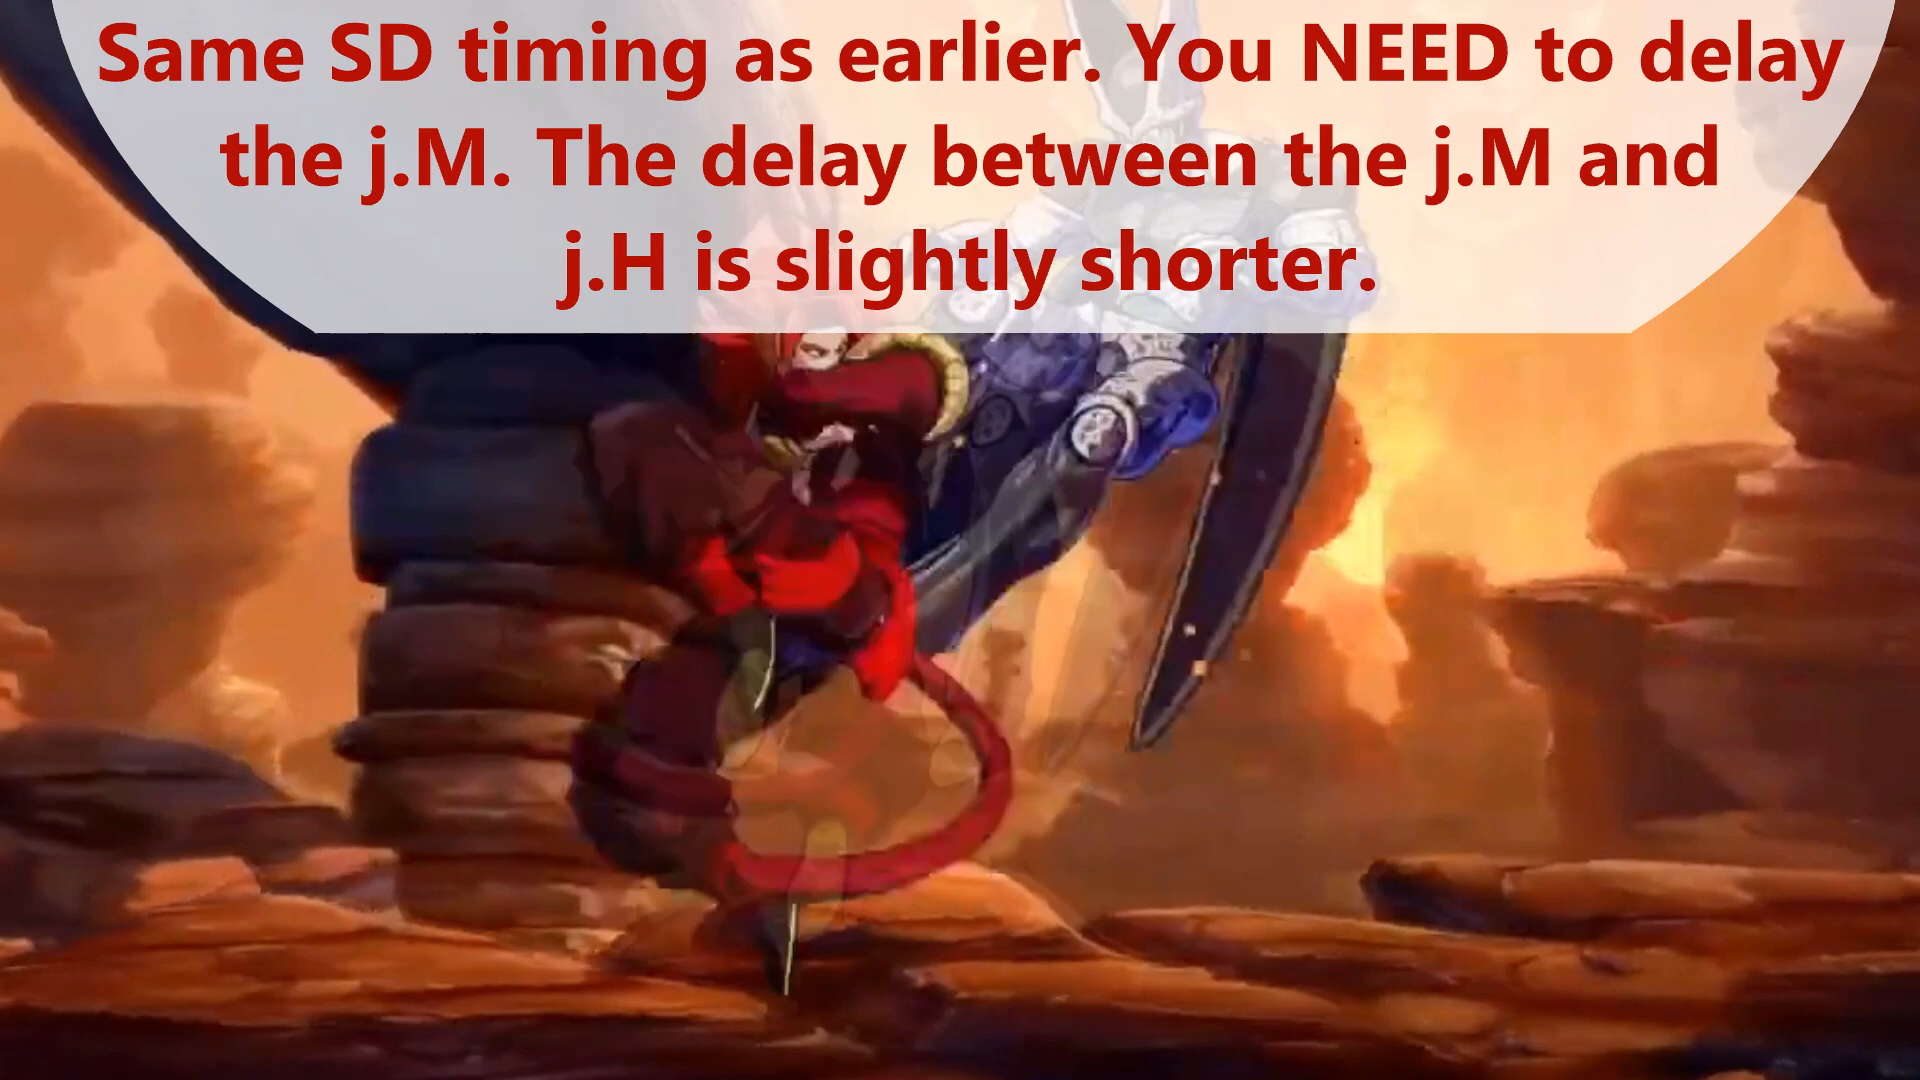 Same SD timing as earlier. You NEED to delay
the j.M. The delay between the j.M and
j.H is slightly shorter.